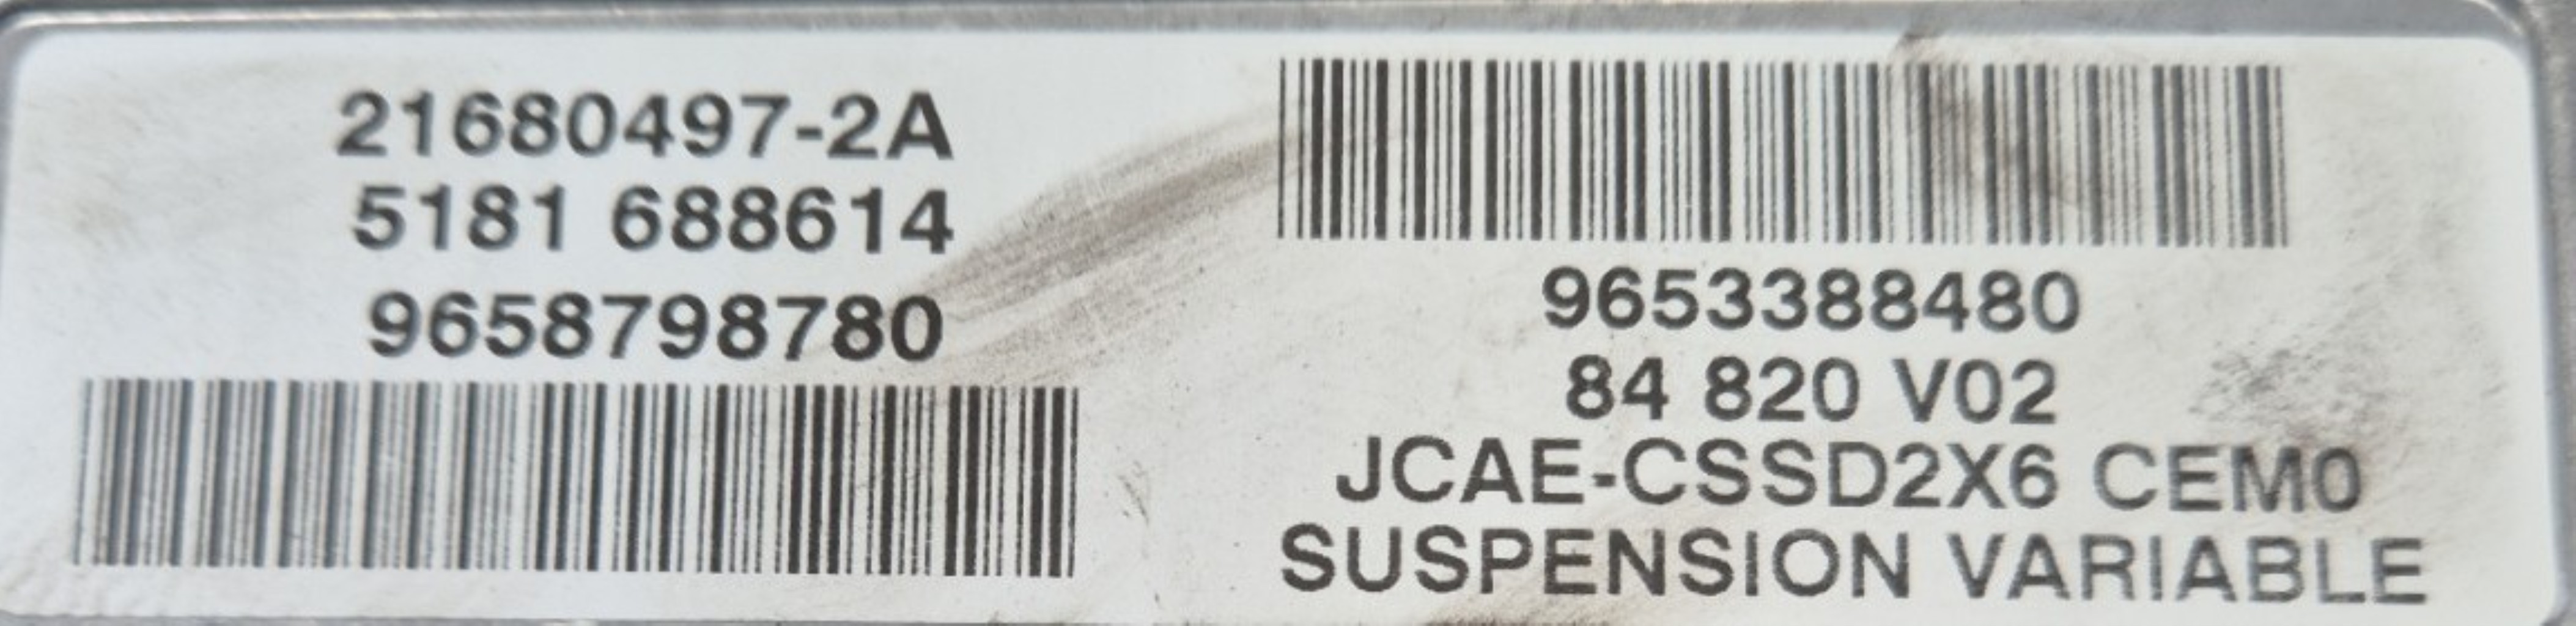 21680497-2A
5181 688614
9658798780
9653388480
84 820 V02
JCAE-CSSD2X6 CEM0
SUSPENSION VARIABLE